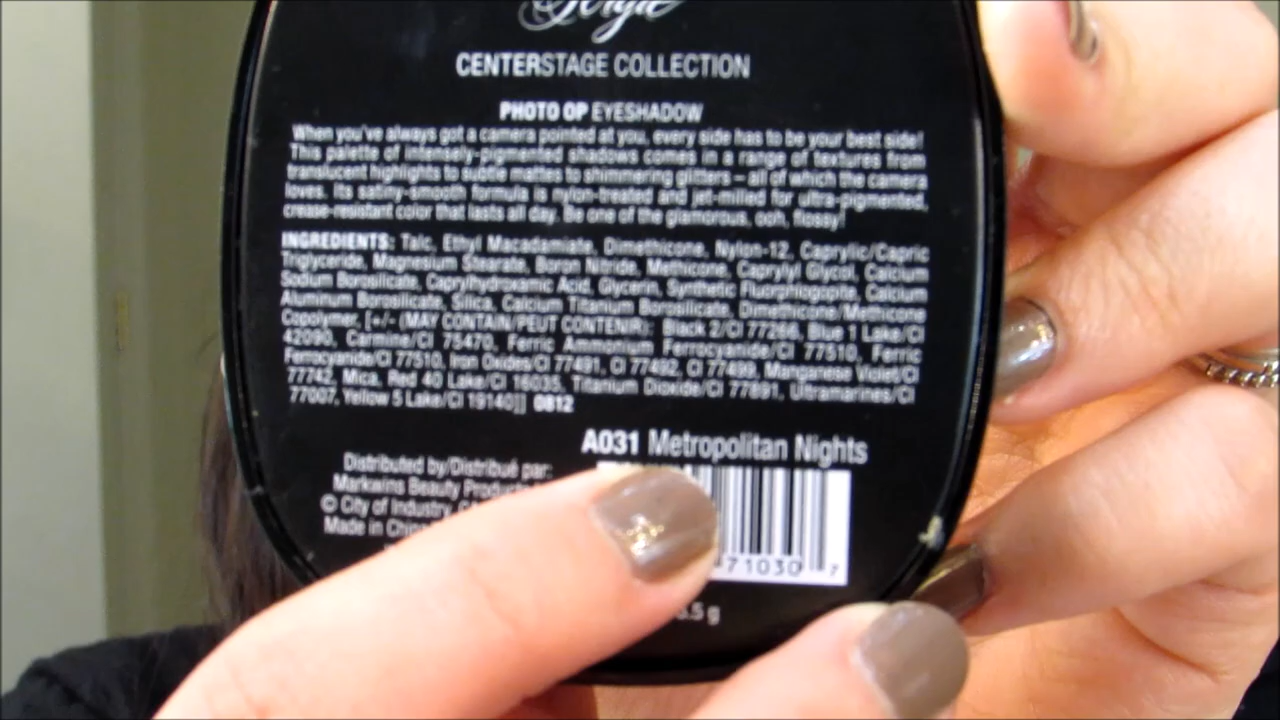 Fergie
CENTERSTAGE COLLECTION
PHOTO OP EYESHADOW
When you've always got a camera pointed at you, every side has to be your best side!
This palette of intensely-pigmented shadows comes in a range of textures from
translucent highlights to subtle mattes to shimmering glitters – all of which the camera
loves. Its satiny-smooth formula is nylon-treated and jet-milled for ultra-pigmented,
crease-resistant color that lasts all day. Be one of the glamorous, ooh, flossy!
INGREDIENTS: Talc, Ethyl Macadamiate, Dimethicone, Nylon-12, Caprylic/Capric
Triglyceride, Magnesium Stearate, Boron Nitride, Methicone, Caprylyl Glycol, Calcium
Sodium Borosilicate, Caprylhydroxamic Acid, Glycerin, Synthetic Fluorphlogopite, Calcium
Aluminum Borosilicate, Silica, Calcium Titanium Borosilicate, Dimethicone/Methicone
Copolymer, [+/- (MAY CONTAIN/PEUT CONTENIR): Black 2/CI 77266, Blue 1 Lake/CI
42090, Carmine/CI 75470, Ferric Ammonium Ferrocyanide/CI 77510, Ferric
Ferrocyanide/CI 77510, Iron Oxides/CI 77491, CI 77492, CI 77499, Manganese Violet/CI
77742, Mica, Red 40 Lake/CI 16035, Titanium Dioxide/CI 77891, Ultramarines/CI
77007, Yellow 5 Lake/CI 19140]] 0812
A031 Metropolitan Nights
Distributed by/Distribué par:
Markwins Beauty
© City of Industry,
Made in
71030 7
.5 g